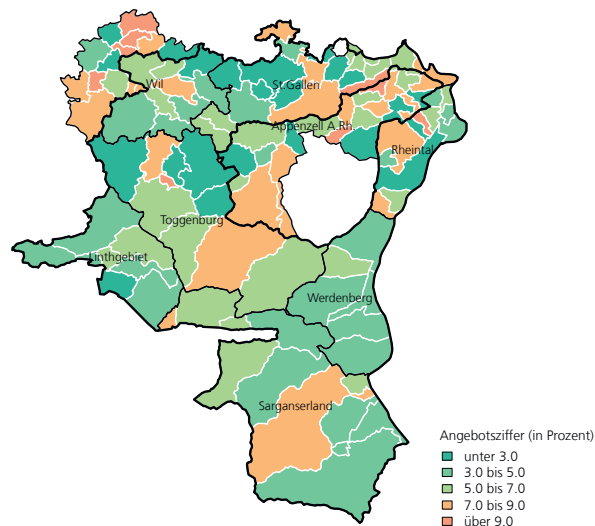 Wil
St.Gallen
Appenzell A.Rh.
Rheintal
Toggenburg
Linthgebiet
Werdenberg
Sarganserland
Angebotsziffer (in Prozent)
unter 3.0
3.0 bis 5.0
5.0 bis 7.0
7.0 bis 9.0
über 9.0